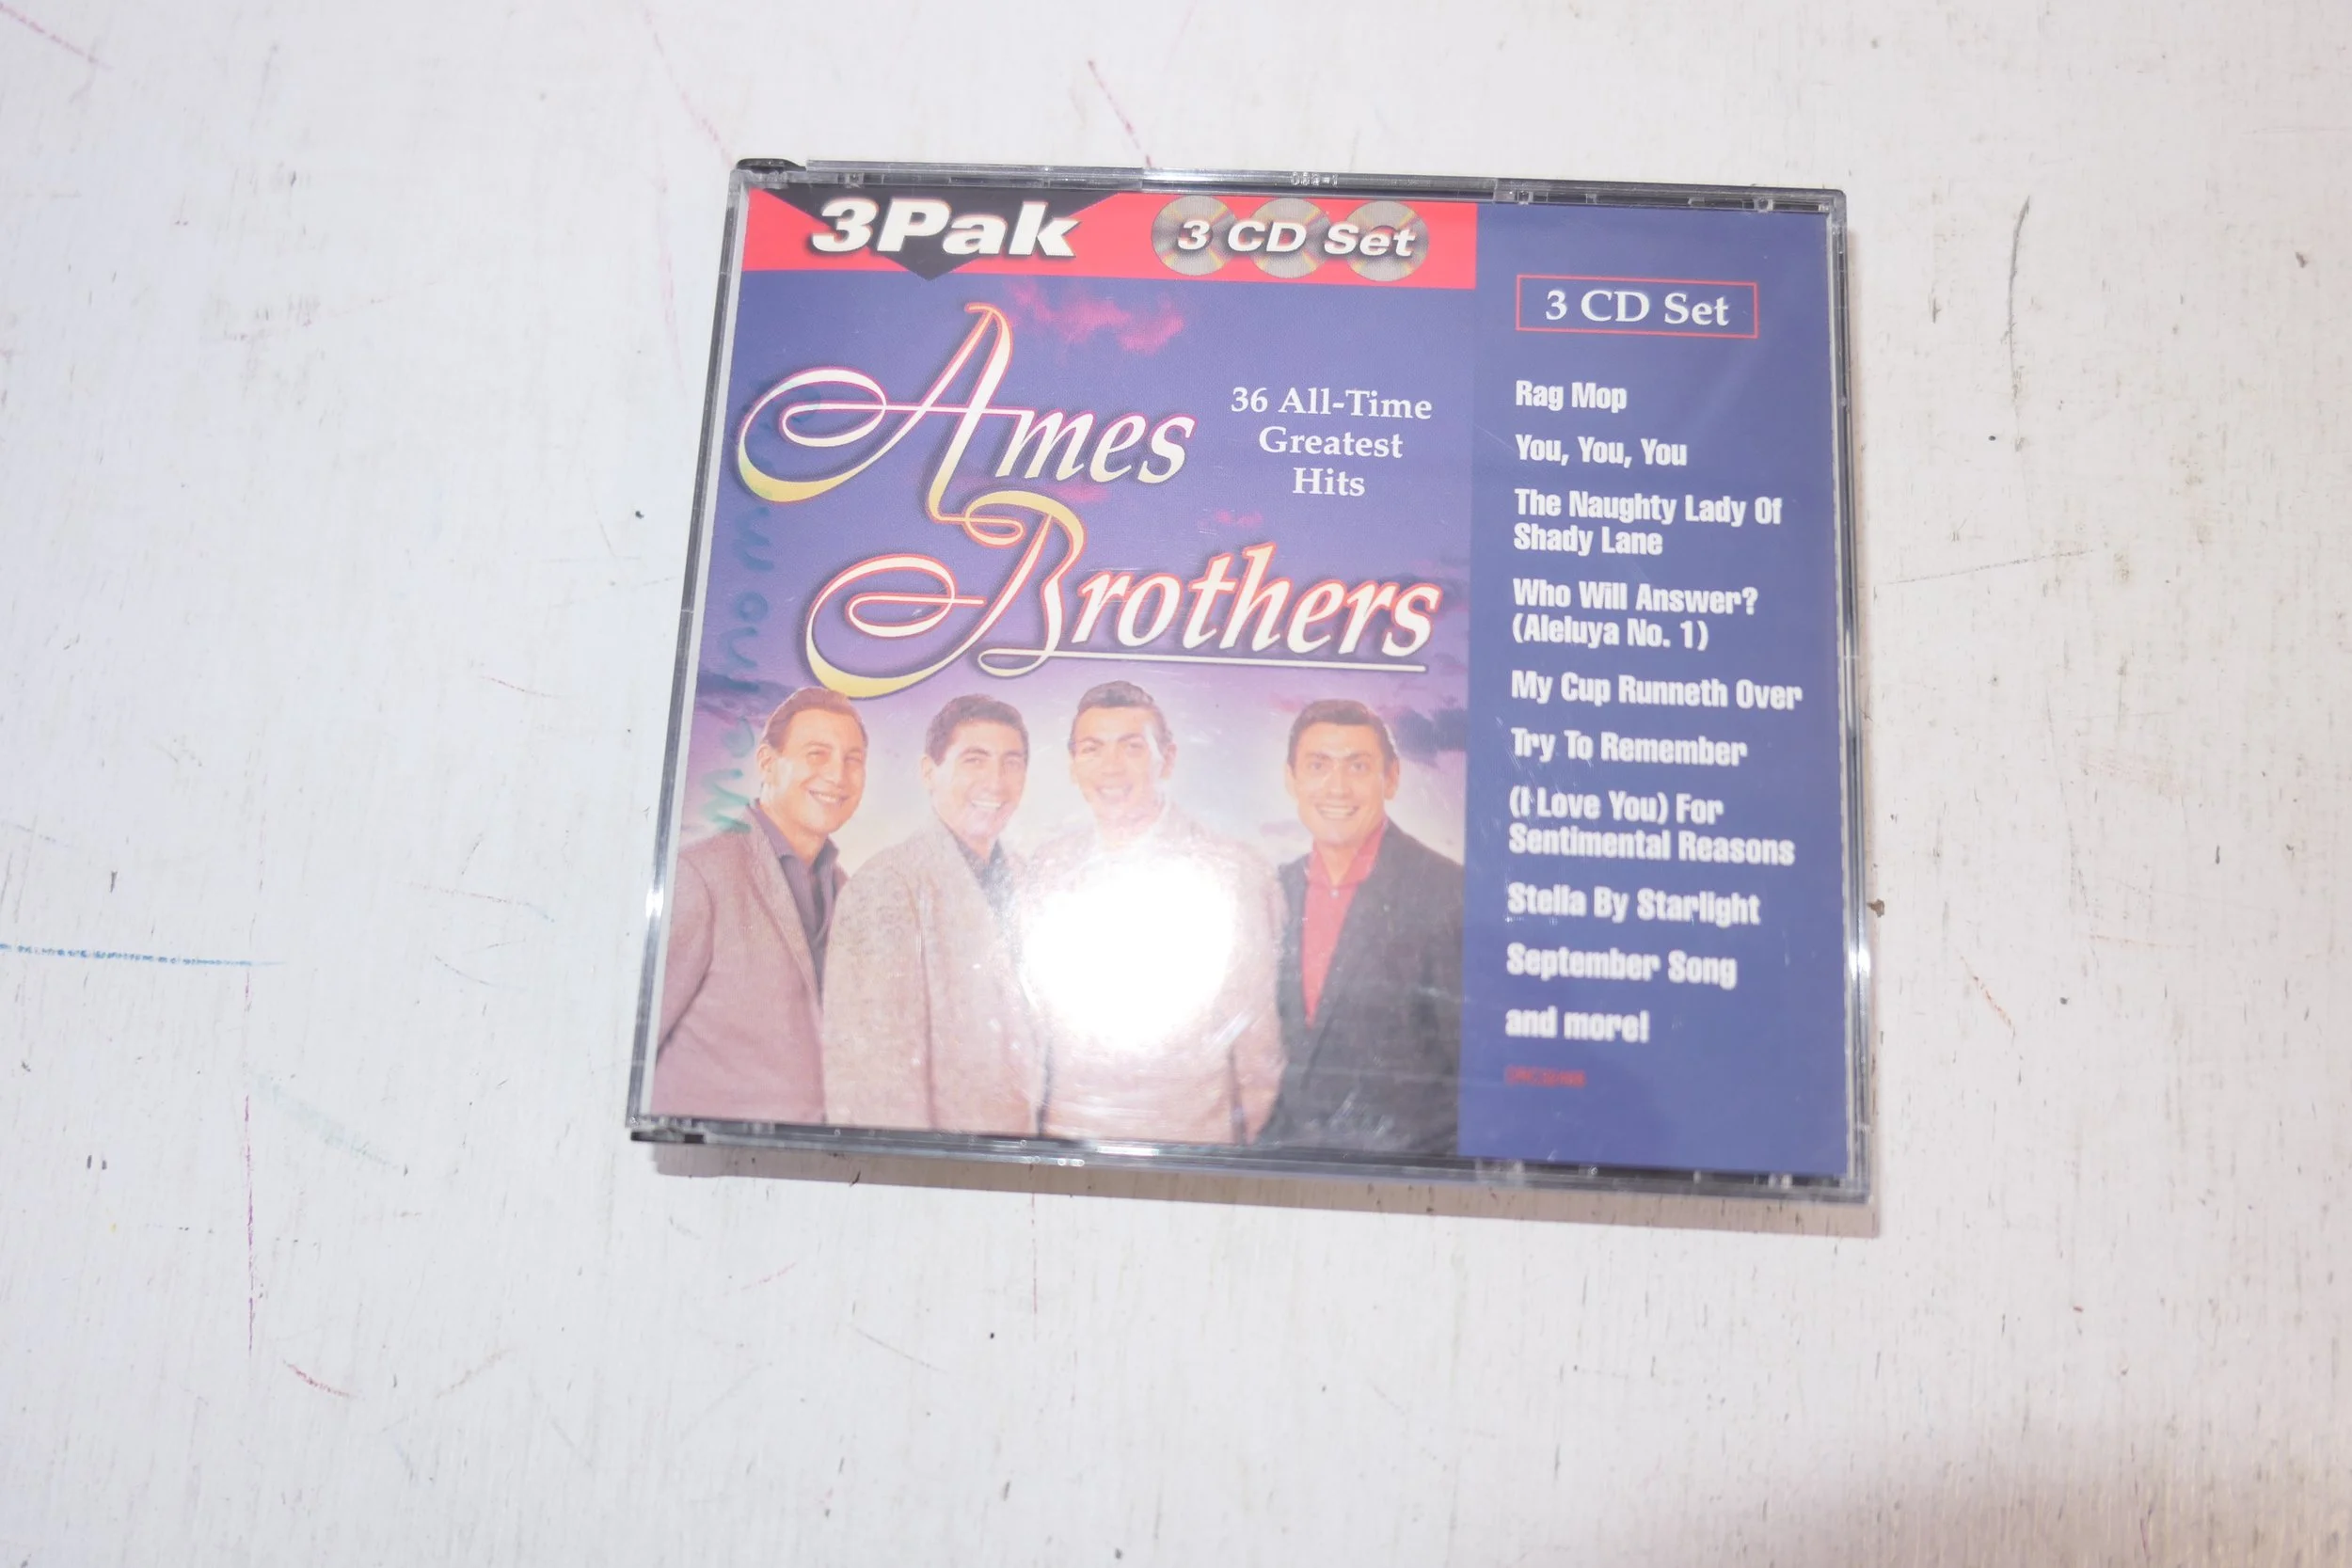 3Pak
3 CD Set
Ames
Brothers
36 All-Time
Greatest
Hits
3 CD Set
Rag Mop
You, You, You
The Naughty Lady Of
Shady Lane
Who Will Answer?
(Aleluya No. 1)
My Cup Runneth Over
Try To Remember
(I Love You) For
Sentimental Reasons
Stella By Starlight
September Song
and more!